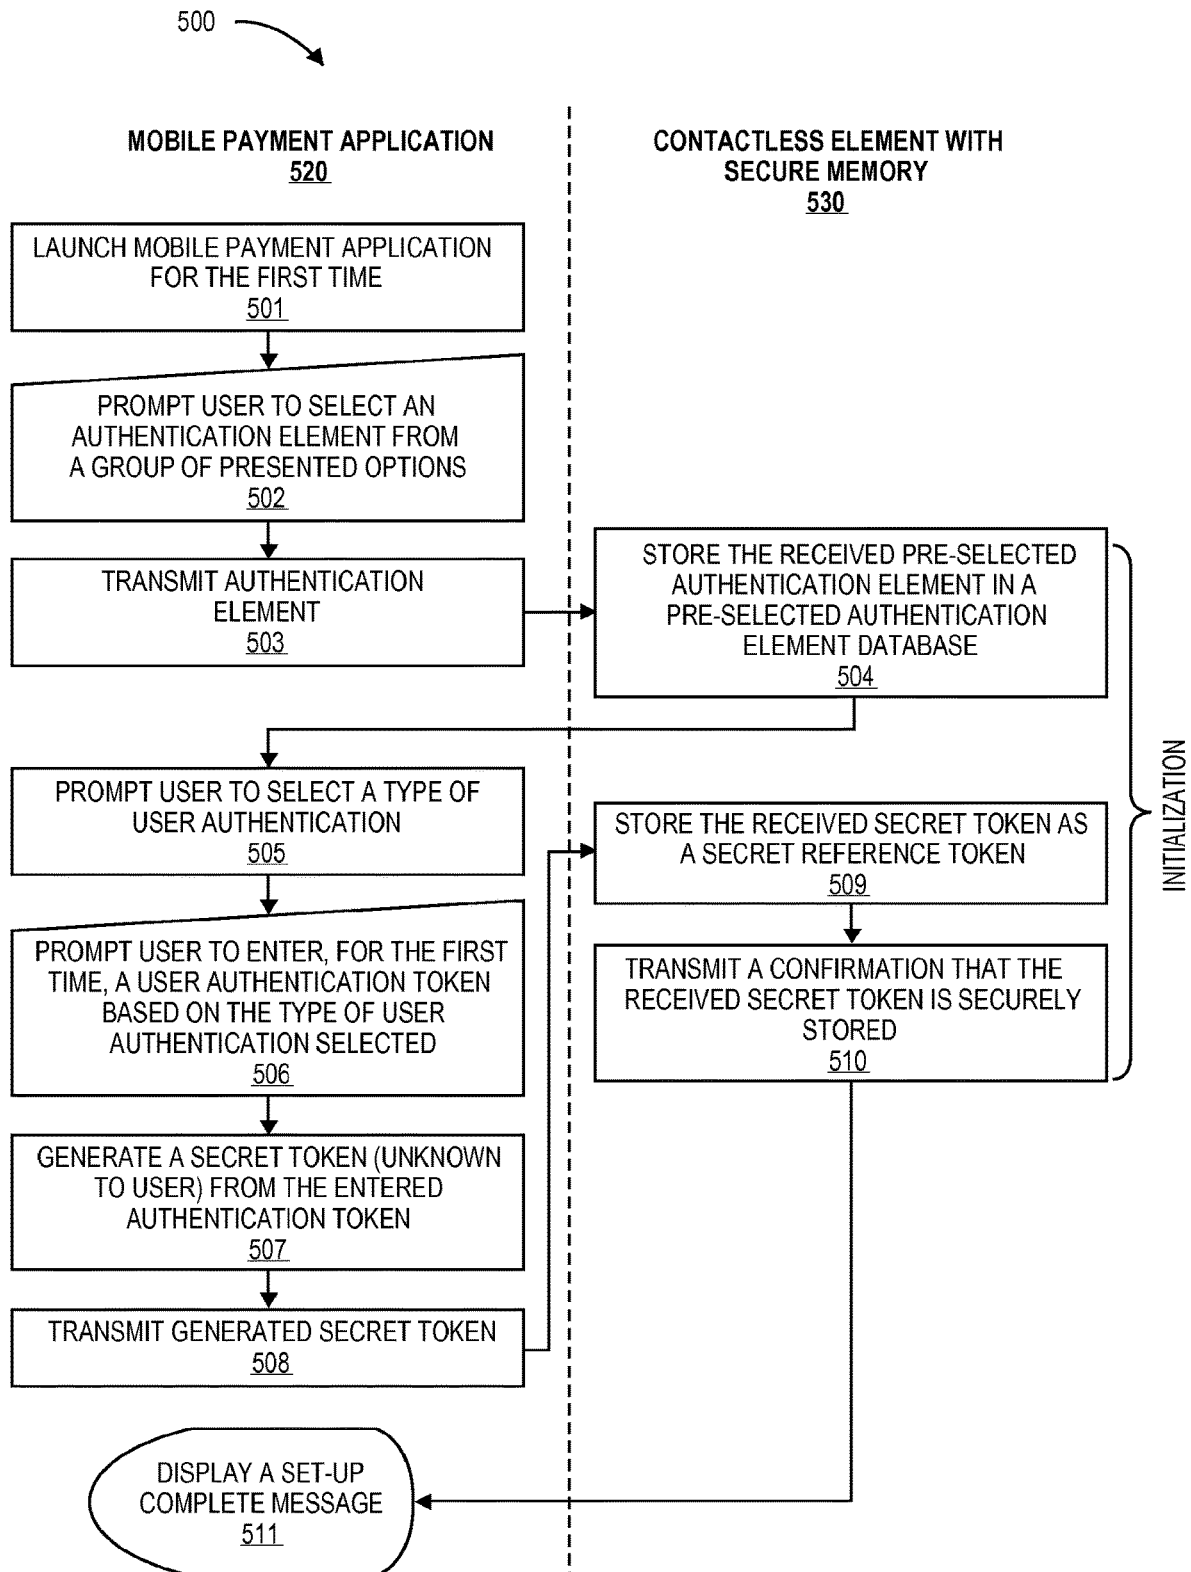 500
MOBILE PAYMENT APPLICATION
520
CONTACTLESS ELEMENT WITH
SECURE MEMORY
530
LAUNCH MOBILE PAYMENT APPLICATION
FOR THE FIRST TIME
501
PROMPT USER TO SELECT AN
AUTHENTICATION ELEMENT FROM
A GROUP OF PRESENTED OPTIONS
502
TRANSMIT AUTHENTICATION
ELEMENT
503
STORE THE RECEIVED PRE-SELECTED
AUTHENTICATION ELEMENT IN A
PRE-SELECTED AUTHENTICATION
ELEMENT DATABASE
504
PROMPT USER TO SELECT A TYPE OF
USER AUTHENTICATION
505
PROMPT USER TO ENTER, FOR THE FIRST
TIME, A USER AUTHENTICATION TOKEN
BASED ON THE TYPE OF USER
AUTHENTICATION SELECTED
506
GENERATE A SECRET TOKEN (UNKNOWN
TO USER) FROM THE ENTERED
AUTHENTICATION TOKEN
507
TRANSMIT GENERATED SECRET TOKEN
508
STORE THE RECEIVED SECRET TOKEN AS
A SECRET REFERENCE TOKEN
509
TRANSMIT A CONFIRMATION THAT THE
RECEIVED SECRET TOKEN IS SECURELY
STORED
510
INITIALIZATION
DISPLAY A SET-UP
COMPLETE MESSAGE
511